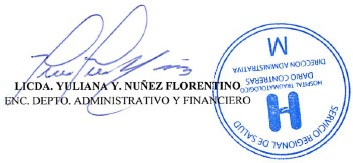 LICDA. YULIANA Y. NUÑEZ FLORENTINO
ENC. DEPTO. ADMINISTRATIVO Y FINANCIERO
SERVICIO REGIONAL DE SALUD
H
HOSPITAL TRAUMATOLOGICO
DARIO CONTRERAS
DIRECCION ADMINISTRATIVA
M